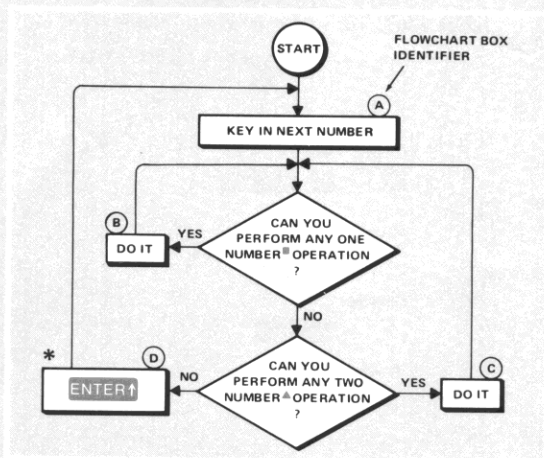 START
FLOWCHART BOX
IDENTIFIER
A
KEY IN NEXT NUMBER
B
DO IT
YES
CAN YOU
PERFORM ANY ONE
NUMBER■ OPERATION
?
NO
*
D
ENTER↑
NO
CAN YOU
PERFORM ANY TWO
NUMBER▲ OPERATION
?
YES
C
DO IT